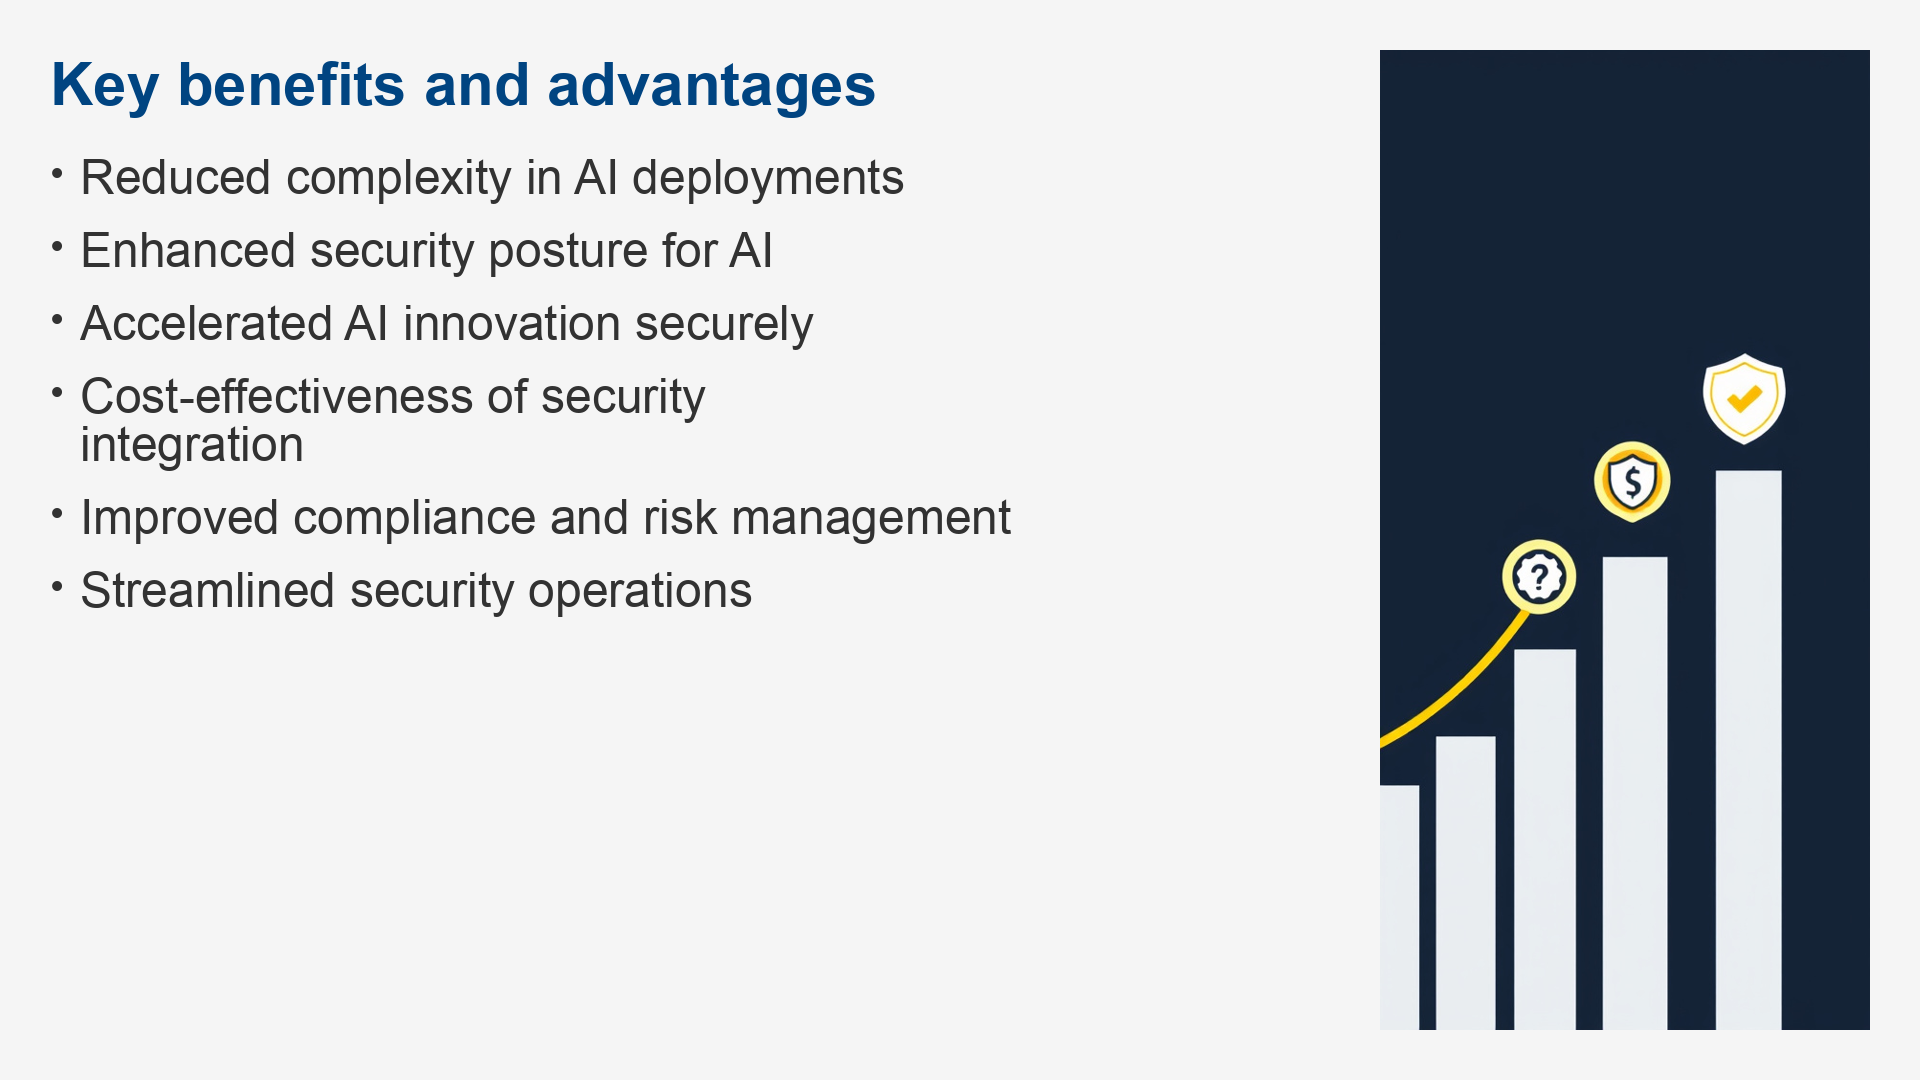 Key benefits and advantages
• Reduced complexity in AI deployments
• Enhanced security posture for AI
• Accelerated AI innovation securely
• Cost-effectiveness of security
integration
• Improved compliance and risk management
• Streamlined security operations
?
$